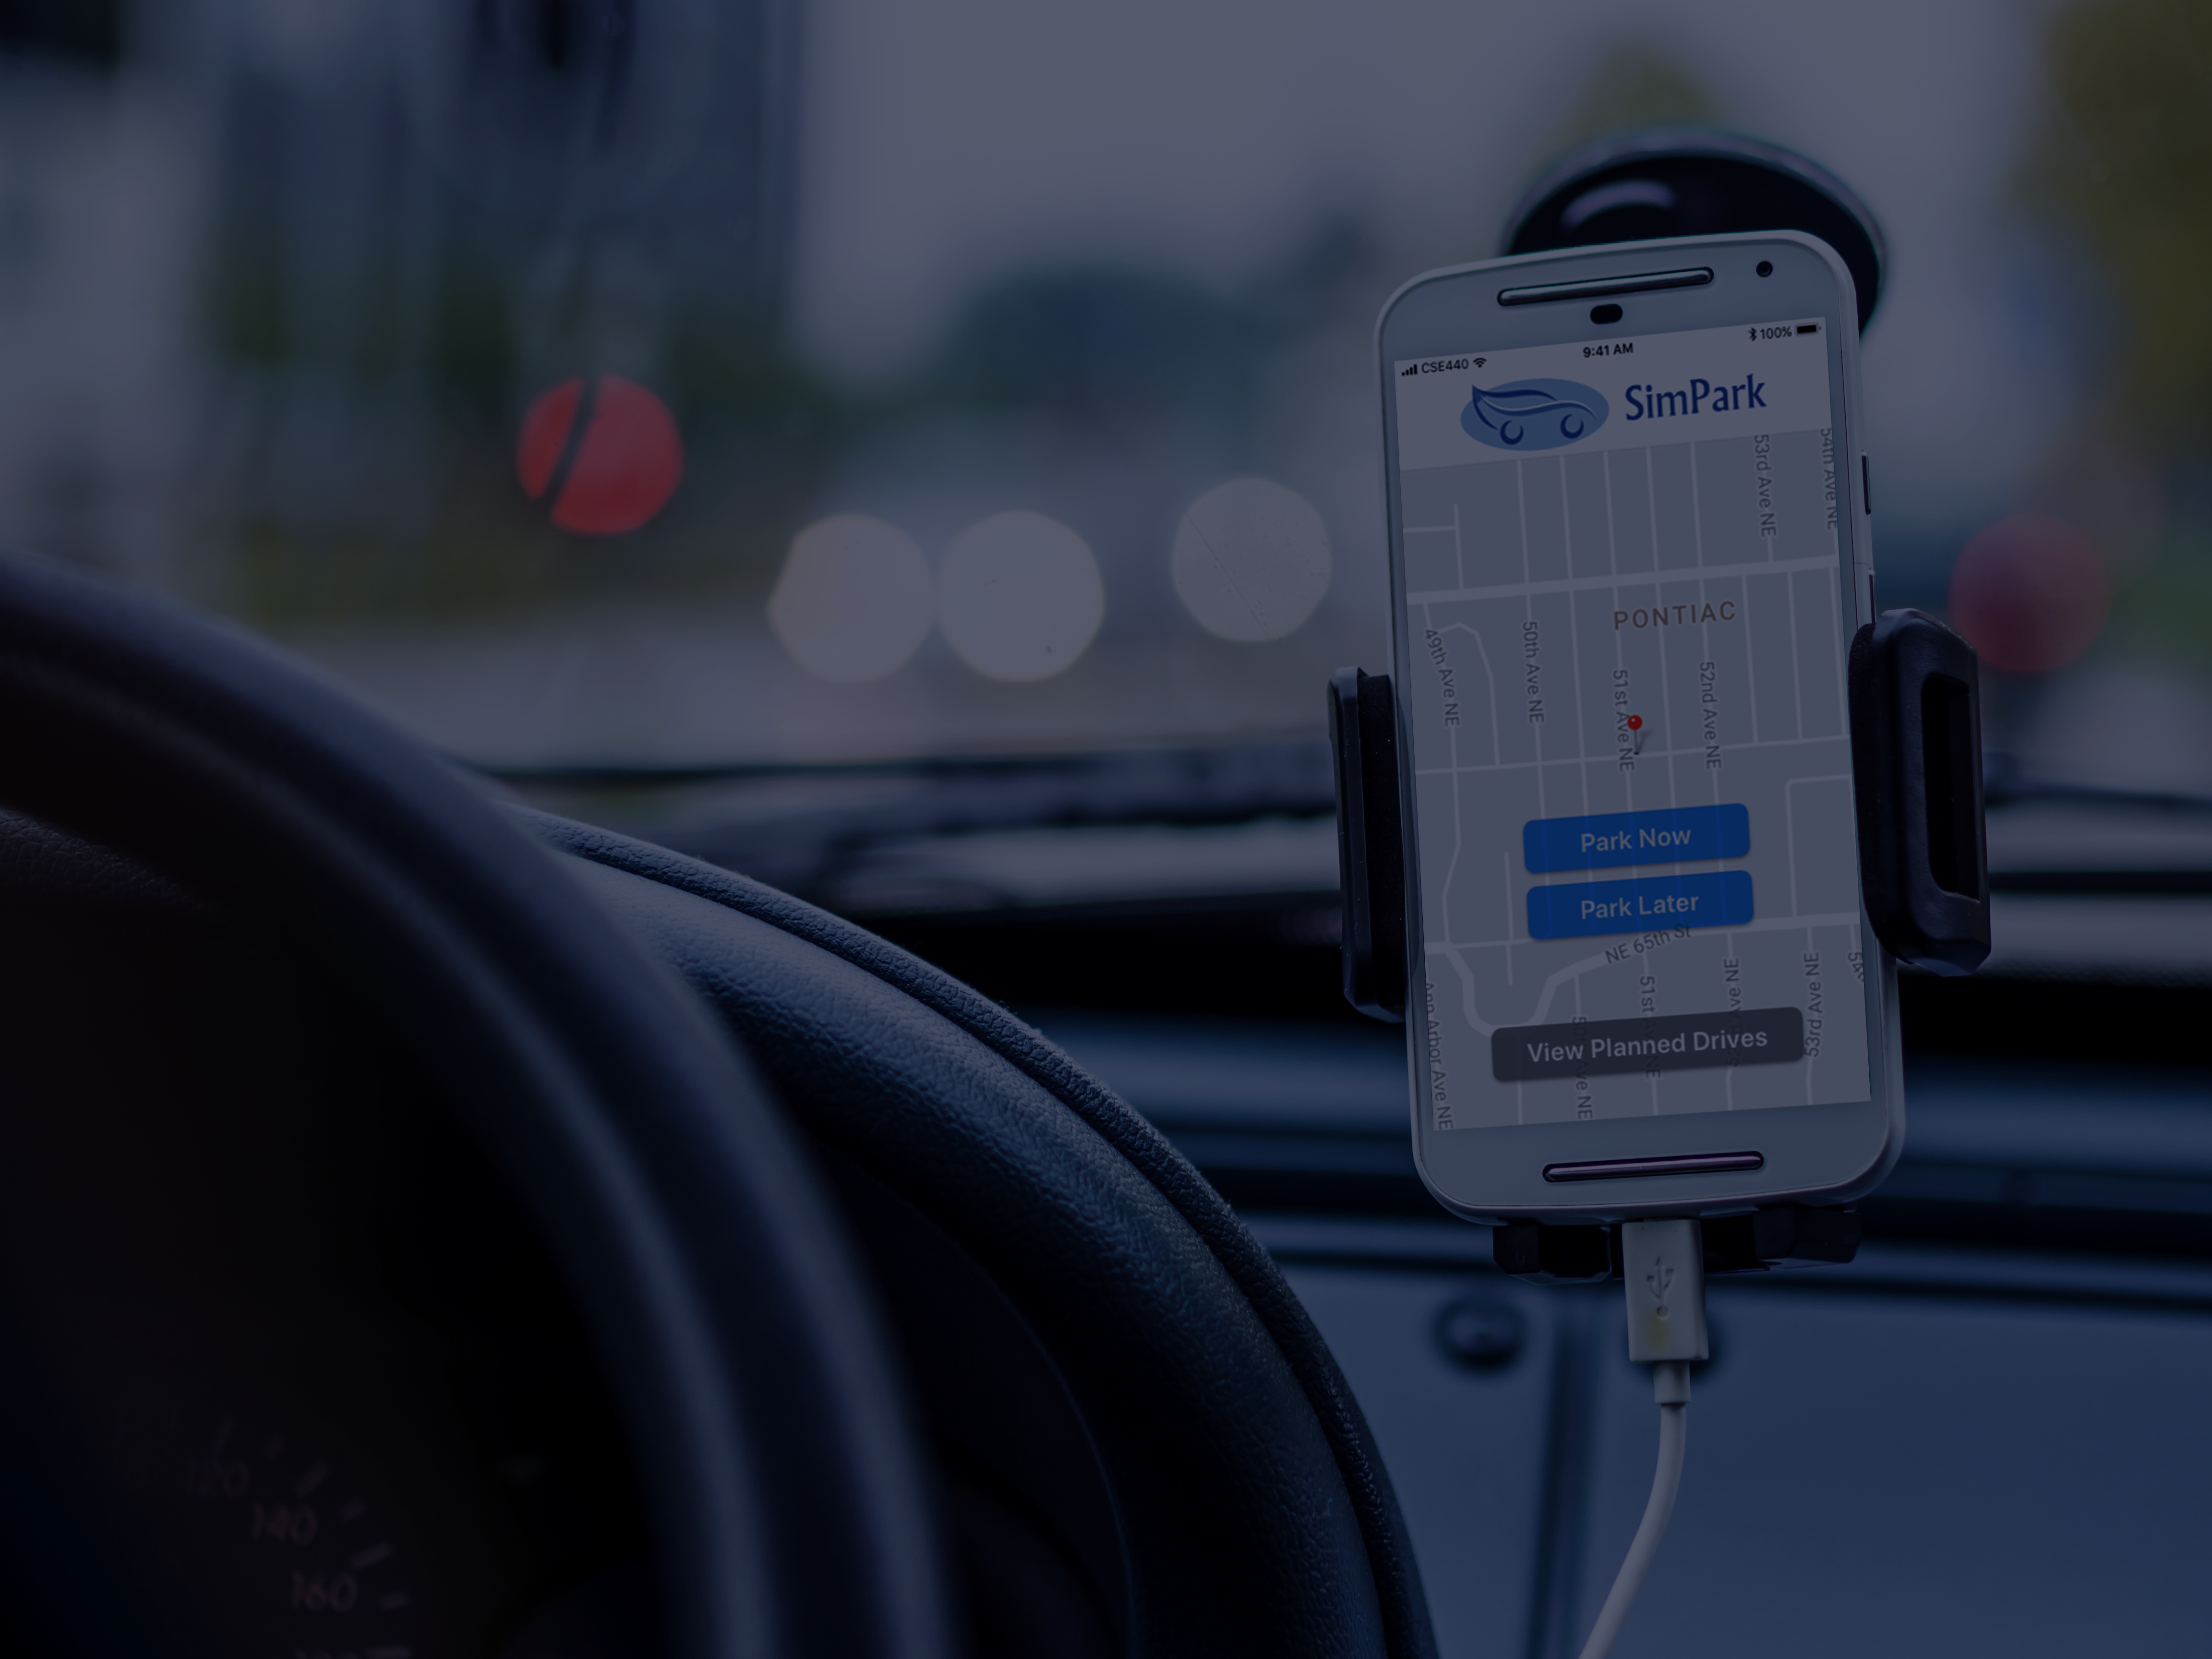 CSE440
9:41 AM
100%
SimPark
53rd Ave NE
54th Ave NE
PONTIAC
49th Ave NE
50th Ave NE
51st Ave NE
52nd Ave NE
Park Now
Park Later
NE 65th St
Ann Arbor Ave NE
51st
NE
Ave NE
53rd Ave NE
View Planned Drives
Ave NE
120
140
160